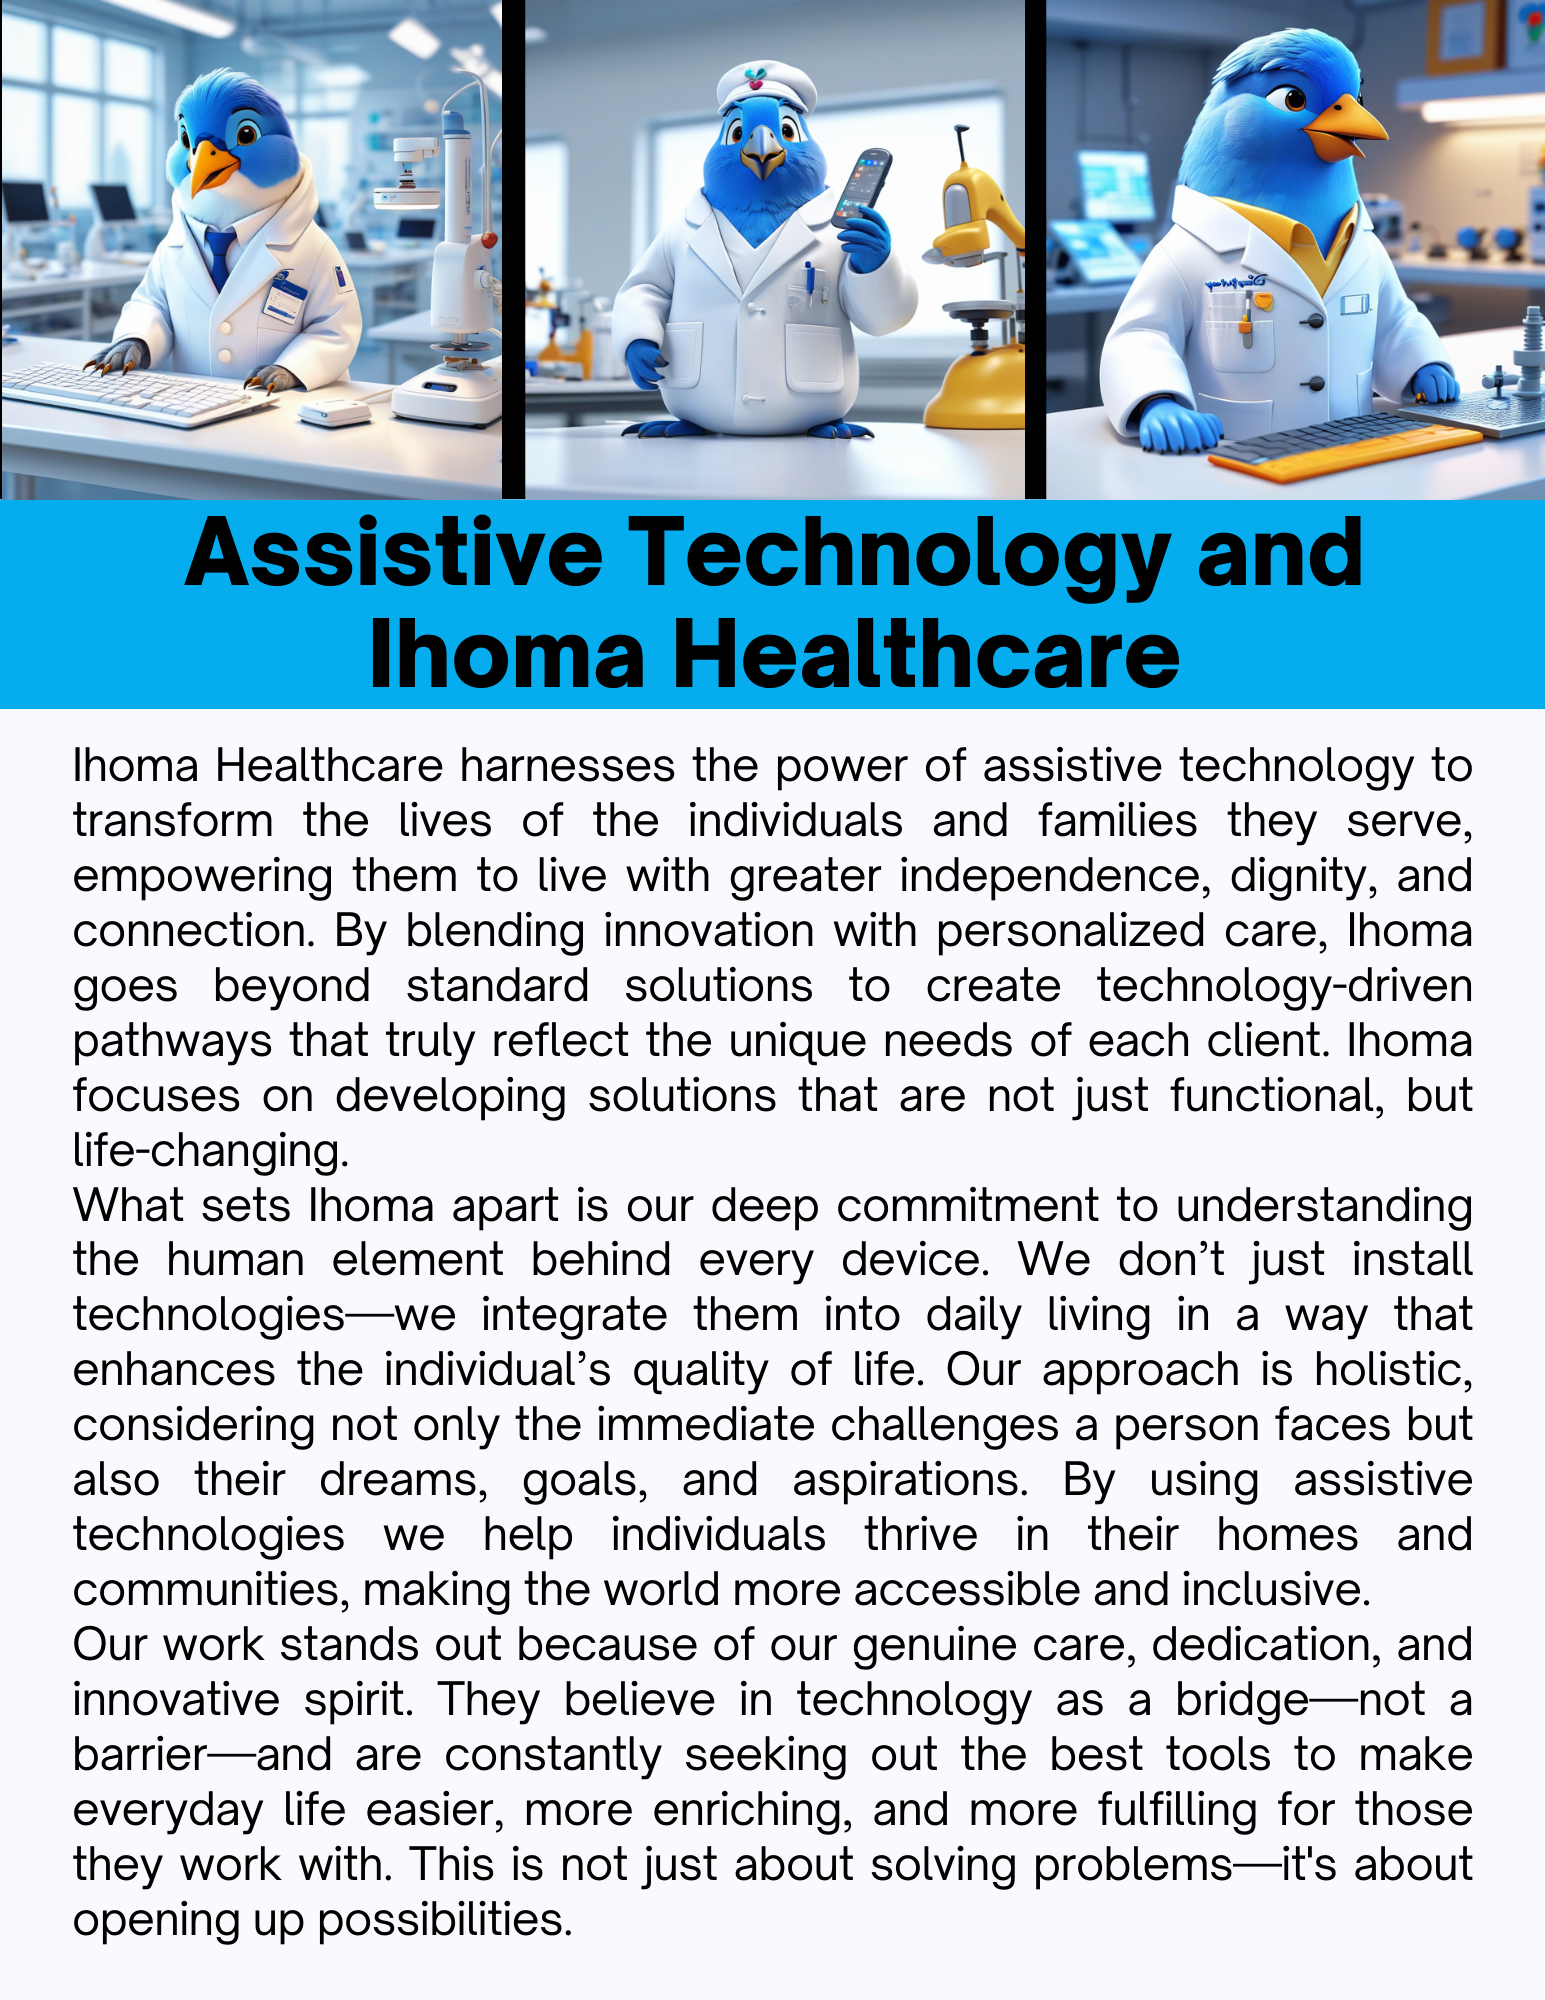 Assistive Technology and
Ihoma Healthcare
Ihoma Healthcare harnesses the power of assistive technology to
transform the lives of the individuals and families they serve,
empowering them to live with greater independence, dignity, and
connection. By blending innovation with personalized care, Ihoma
goes beyond standard solutions to create technology-driven
pathways that truly reflect the unique needs of each client. Ihoma
focuses on developing solutions that are not just functional, but
life-changing.
What sets Ihoma apart is our deep commitment to understanding
the human element behind every device. We don’t just install
technologies—we integrate them into daily living in a way that
enhances the individual’s quality of life. Our approach is holistic,
considering not only the immediate challenges a person faces but
also their dreams, goals, and aspirations. By using assistive
technologies we help individuals thrive in their homes and
communities, making the world more accessible and inclusive.
Our work stands out because of our genuine care, dedication, and
innovative spirit. They believe in technology as a bridge—not a
barrier—and are constantly seeking out the best tools to make
everyday life easier, more enriching, and more fulfilling for those
they work with. This is not just about solving problems—it's about
opening up possibilities.